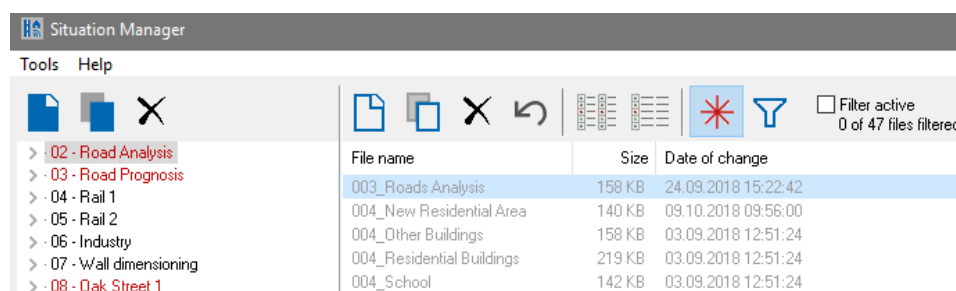 Situation Manager
Tools Help
Filter active
0 of 47 files filtered
02 - Road Analysis
03 - Road Prognosis
04 - Rail 1
05 - Rail 2
06 - Industry
07 - Wall dimensioning
08 - Oak Street 1
File name Size Date of change
003_Roads Analysis 158 KB 24.09.2018 15:22:42
004_New Residential Area 140 KB 09.10.2018 09:56:00
004_Other Buildings 158 KB 03.09.2018 12:51:24
004_Residential Buildings 219 KB 03.09.2018 12:51:24
004_School 142 KB 03.09.2018 12:51:24